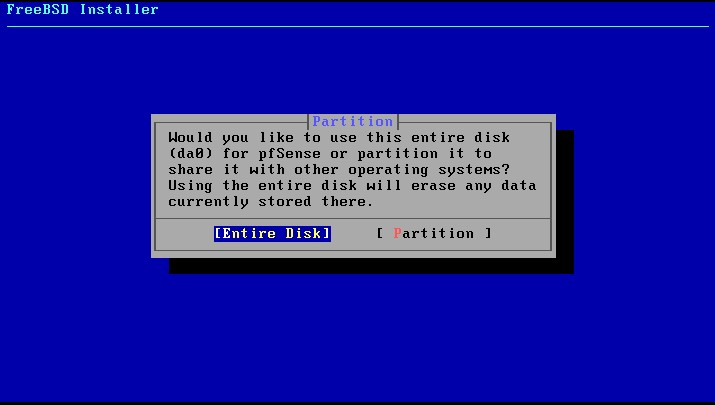 FreeBSD Installer
Partition
Would you like to use this entire disk
(da0) for pfSense or partition it to
share it with other operating systems?
Using the entire disk will erase any data
currently stored there.
[Entire Disk] [ Partition ]